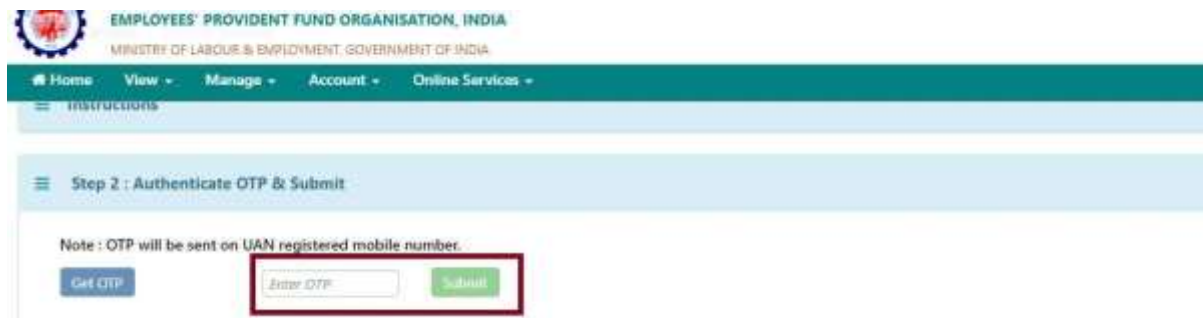 EMPLOYEES' PROVIDENT FUND ORGANISATION, INDIA
MINISTRY OF LABOUR & EMPLOYMENT, GOVERNMENT OF INDIA
Home View Manage Account Online Services
Instructions
Step 2 : Authenticate OTP & Submit
Note : OTP will be sent on UAN registered mobile number.
Get OTP Enter OTP Submit